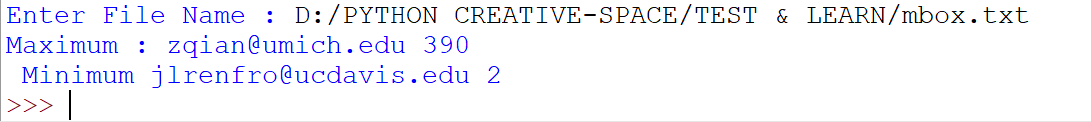 Enter File Name : D:/PYTHON CREATIVE-SPACE/TEST & LEARN/mbox.txt
Maximum : zqian@umich.edu 390
 Minimum jlrenfro@ucdavis.edu 2
>>>